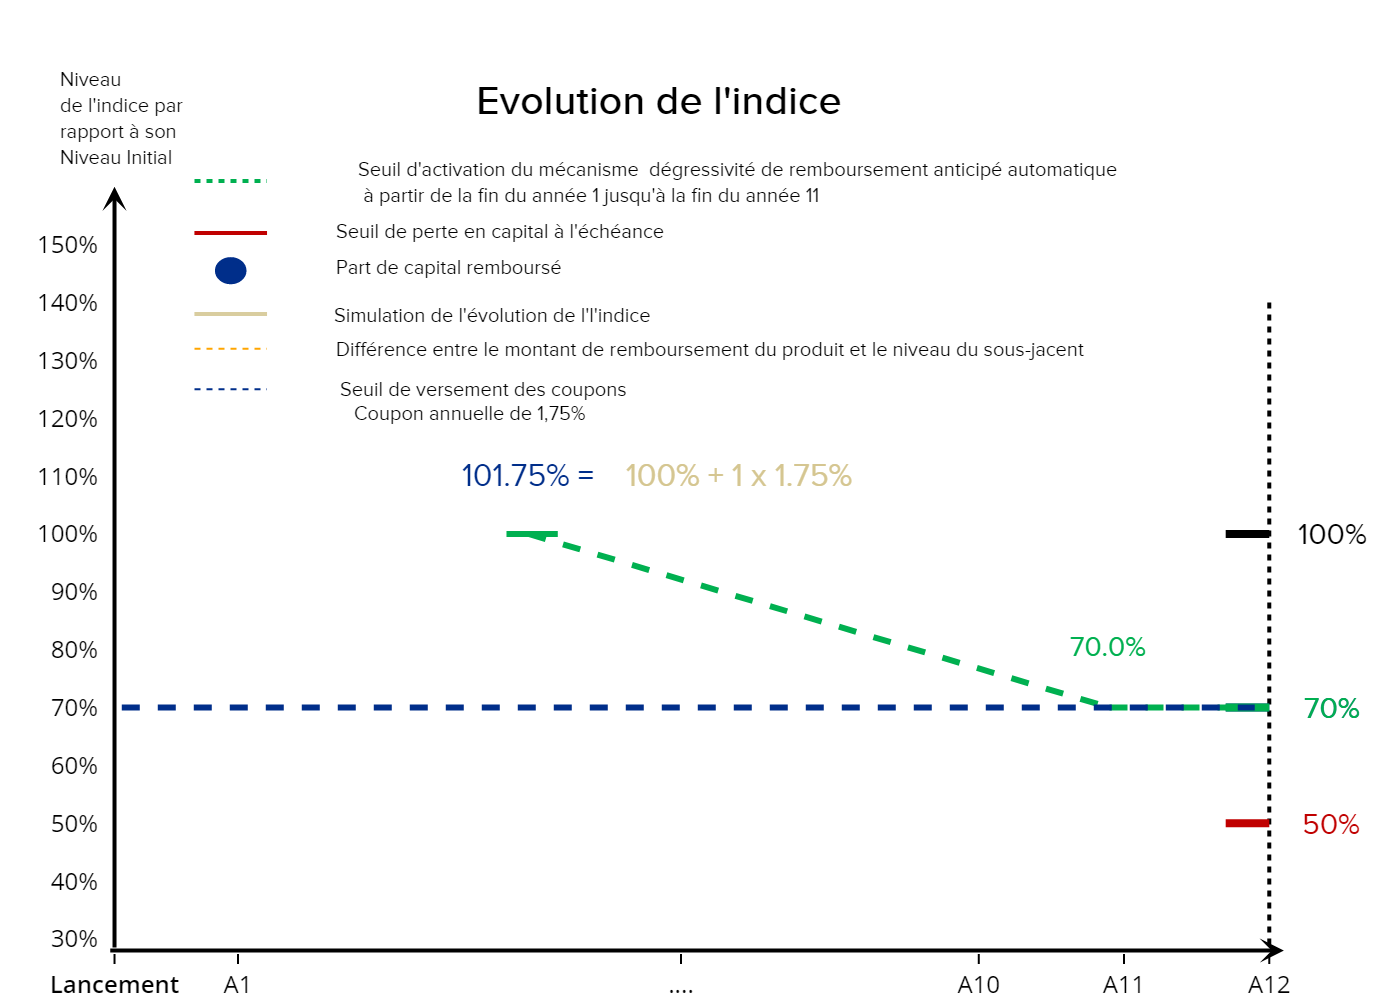 Niveau
de l'indice par
rapport à son
Niveau Initial
Evolution de l'indice
Seuil d'activation du mécanisme  dégressivité de remboursement anticipé automatique
à partir de la fin du année 1 jusqu'à la fin du année 11
Seuil de perte en capital à l'échéance
Part de capital remboursé
Simulation de l'évolution de l'l'indice
Différence entre le montant de remboursement du produit et le niveau du sous-jacent
Seuil de versement des coupons
Coupon annuelle de 1,75%
101.75% = 100% + 1 x 1.75%
150%
140%
130%
120%
110%
100%
90%
80%
70%
60%
50%
40%
30%
70.0%
100%
70%
50%
Lancement A1 .... A10 A11 A12